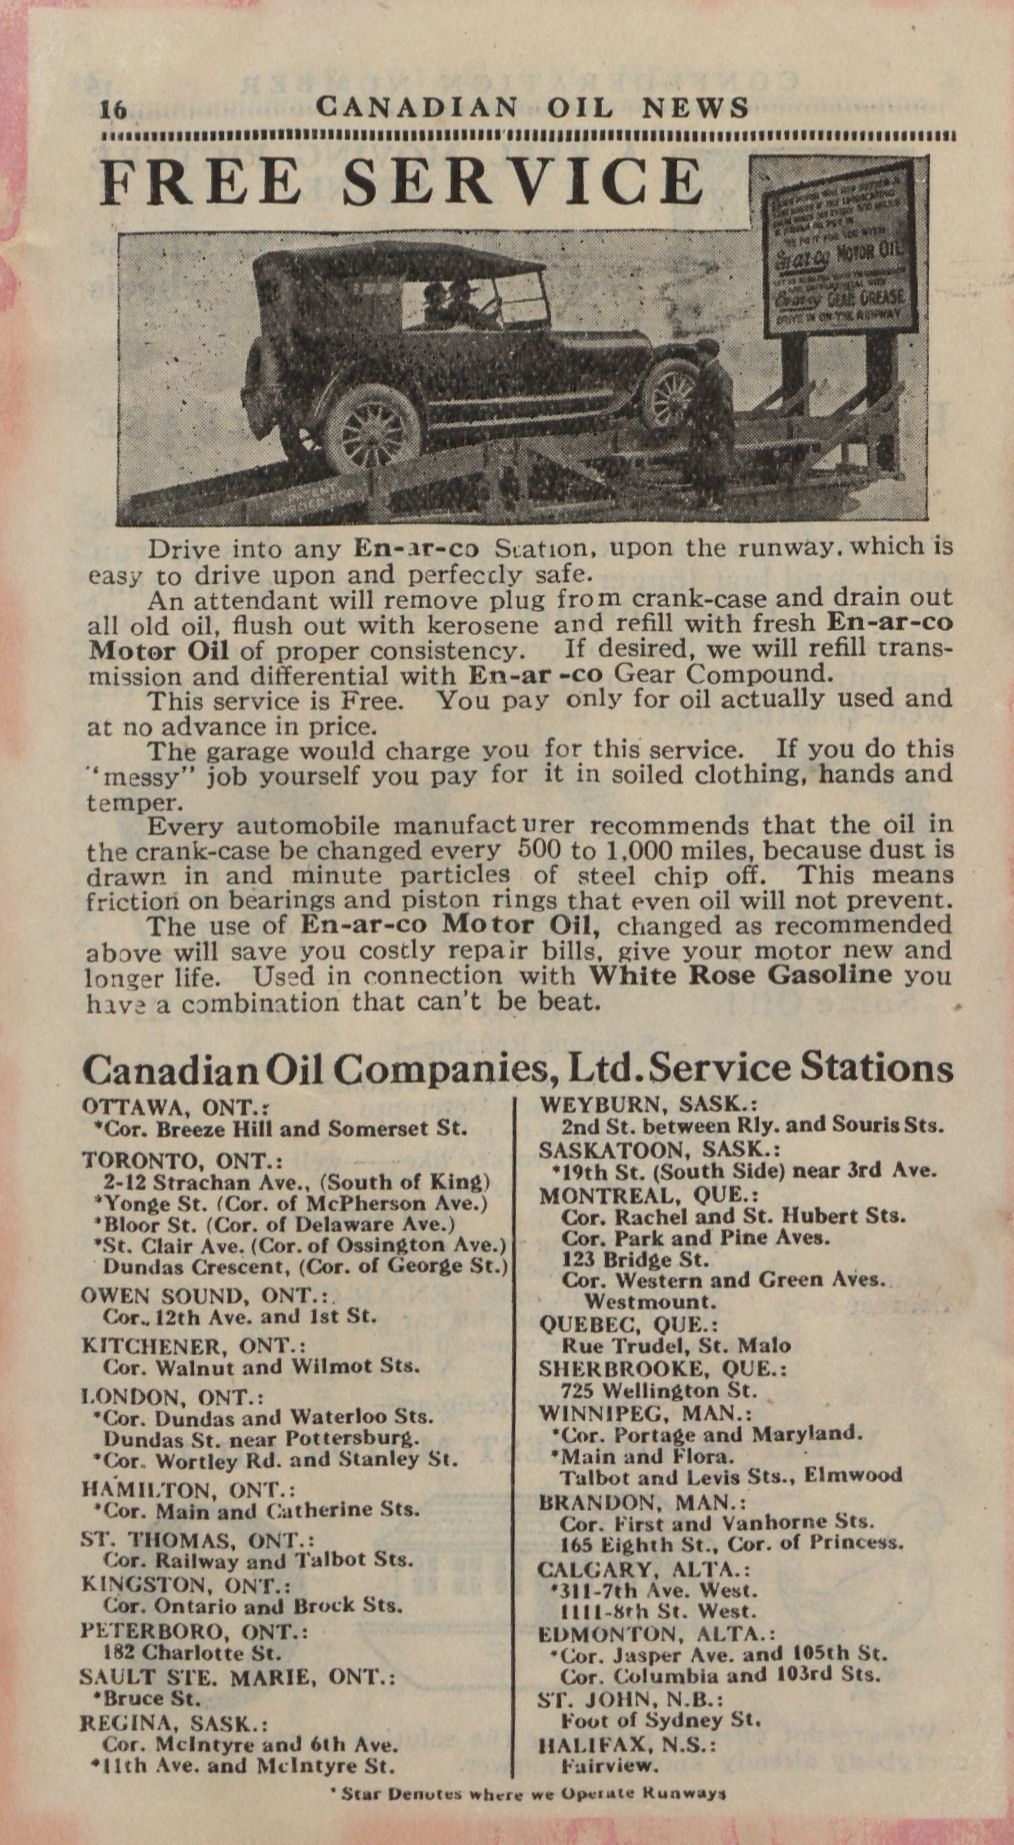 16 CANADIAN OIL NEWS
FREE SERVICE
En-ar-co MOTOR OIL
En-ar-co GEAR GREASE
DRIVE IN ON THE RUNWAY
PATENT
Drive into any En-ar-co Station, upon the runway, which is
easy to drive upon and perfectly safe.
An attendant will remove plug from crank-case and drain out
all old oil, flush out with kerosene and refill with fresh En-ar-co
Motor Oil of proper consistency. If desired, we will refill trans-
mission and differential with En-ar -co Gear Compound.
This service is Free. You pay only for oil actually used and
at no advance in price.
The garage would charge you for this service. If you do this
"messy" job yourself you pay for it in soiled clothing, hands and
temper.
Every automobile manufacturer recommends that the oil in
the crank-case be changed every 500 to 1,000 miles, because dust is
drawn in and minute particles of steel chip off. This means
friction on bearings and piston rings that even oil will not prevent.
The use of En-ar-co Motor Oil, changed as recommended
above will save you costly repair bills, give your motor new and
longer life. Used in connection with White Rose Gasoline you
have a combination that can't be beat.
Canadian Oil Companies, Ltd. Service Stations
OTTAWA, ONT.:
*Cor. Breeze Hill and Somerset St.
TORONTO, ONT.:
2-12 Strachan Ave., (South of King)
*Yonge St. (Cor. of McPherson Ave.)
*Bloor St. (Cor. of Delaware Ave.)
*St. Clair Ave. (Cor. of Ossington Ave.)
Dundas Crescent, (Cor. of George St.)
OWEN SOUND, ONT.:
Cor., 12th Ave. and 1st St.
KITCHENER, ONT.:
Cor. Walnut and Wilmot Sts.
LONDON, ONT.:
*Cor. Dundas and Waterloo Sts.
Dundas St. near Pottersburg.
*Cor. Wortley Rd. and Stanley St.
HAMILTON, ONT.:
*Cor. Main and Catherine Sts.
ST. THOMAS, ONT.:
Cor. Railway and Talbot Sts.
KINGSTON, ONT.:
Cor. Ontario and Brock Sts.
PETERBORO, ONT.:
182 Charlotte St.
SAULT STE. MARIE, ONT.:
*Bruce St.
REGINA, SASK.:
Cor. McIntyre and 6th Ave.
*11th Ave. and McIntyre St.
WEYBURN, SASK.:
2nd St. between Rly. and Souris Sts.
SASKATOON, SASK.:
*19th St. (South Side) near 3rd Ave.
MONTREAL, QUE.:
Cor. Rachel and St. Hubert Sts.
Cor. Park and Pine Aves.
123 Bridge St.
Cor. Western and Green Aves.
Westmount.
QUEBEC, QUE.:
Rue Trudel, St. Malo
SHERBROOKE, QUE.:
725 Wellington St.
WINNIPEG, MAN.:
*Cor. Portage and Maryland.
*Main and Flora.
Talbot and Levis Sts., Elmwood
BRANDON, MAN.:
Cor. First and Vanhorne Sts.
165 Eighth St., Cor. of Princess.
CALGARY, ALTA.:
*311-7th Ave. West.
1111-8th St. West.
EDMONTON, ALTA.:
*Cor. Jasper Ave. and 105th St.
Cor. Columbia and 103rd Sts.
ST. JOHN, N.B.:
Foot of Sydney St.
HALIFAX, N.S.:
Fairview.
* Star Denotes where we Operate Runways